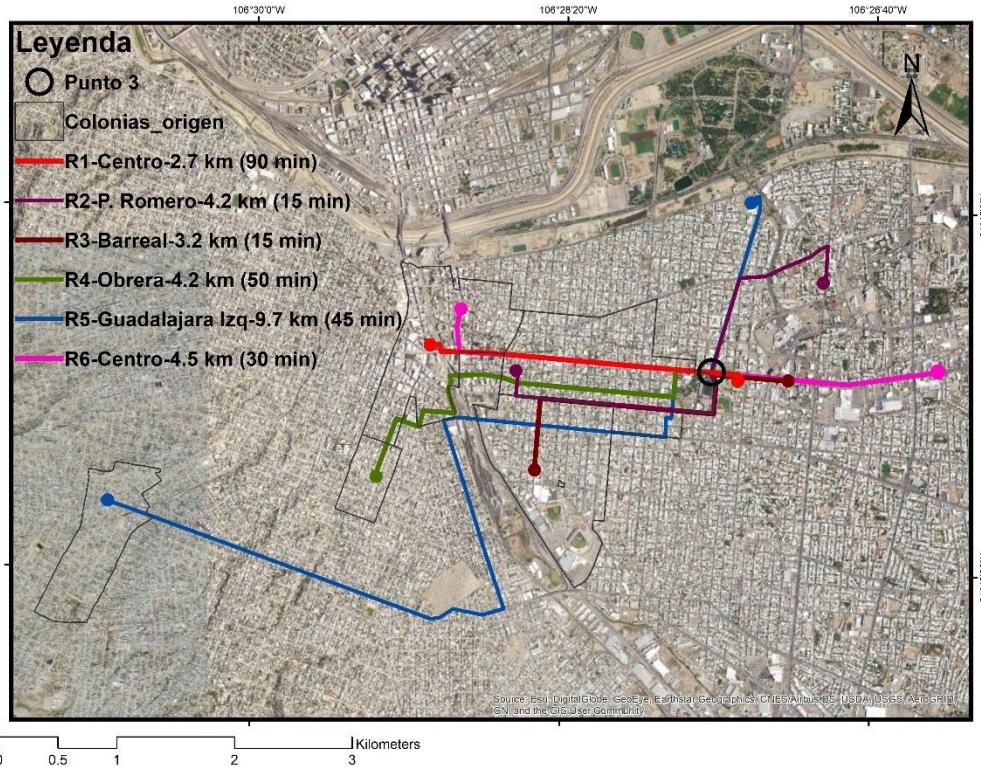 106°30'0"W 106°28'20"W 106°26'40"W
Leyenda
N
Punto 3
Colonias_origen
R1-Centro-2.7 km (90 min)
R2-P. Romero-4.2 km (15 min)
R3-Barreal-3.2 km (15 min)
R4-Obrera-4.2 km (50 min)
R5-Guadalajara Izq-9.7 km (45 min)
R6-Centro-4.5 km (30 min)
Source: Esri, DigitalGlobe, GeoEye, Earthstar Geographics, CNES/Airbus DS, USDA, USGS, AeroGRID,
IGN, and the GIS User Community
Kilometers
0 0.5 1 2 3